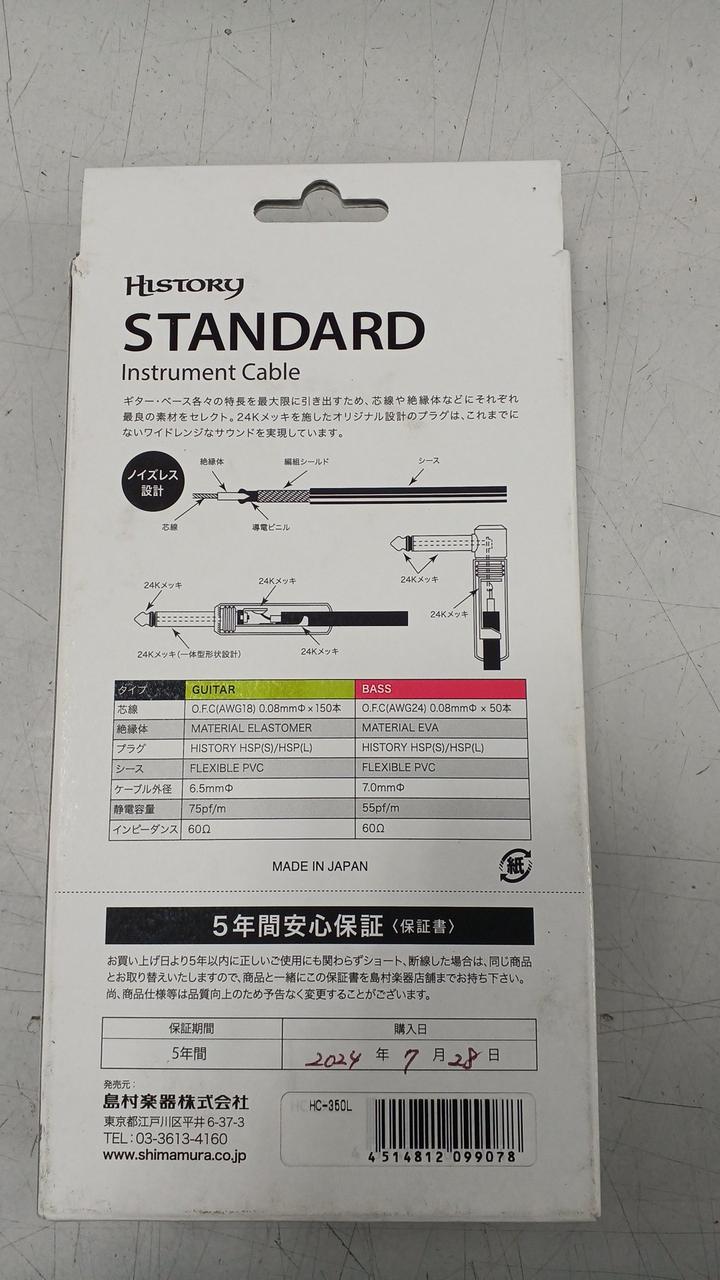 HISTORY
STANDARD
Instrument Cable
ギター・ベース各々の特長を最大限に引き出すため、芯線や絶縁体などにそれぞれ
最良の素材をセレクト。24Kメッキを施したオリジナル設計のプラグは、これまでに
ないワイドレンジなサウンドを実現しています。
ノイズレス
設計
絶縁体
編組シールド
シース
芯線
導電ビニル
24Kメッキ
24Kメッキ
24Kメッキ
24Kメッキ
24Kメッキ(一体型形状設計)
24Kメッキ
タイプ GUITAR BASS
芯線 O.F.C(AWG18) 0.08mmΦ×150本 O.F.C(AWG24) 0.08mmΦ × 50本
絶縁体 MATERIAL ELASTOMER MATERIAL EVA
プラグ HISTORY HSP(S)/HSP(L) HISTORY HSP(S)/HSP(L)
シース FLEXIBLE PVC FLEXIBLE PVC
ケーブル外径 6.5mmΦ 7.0mmΦ
静電容量 75pf/m 55pf/m
インピーダンス 60Ω 60Ω
MADE IN JAPAN
紙
5年間安心保証〈保証書〉
お買い上げ日より5年以内に正しいご使用にも関わらずショート、断線した場合は、同じ商品
とお取り替えいたしますので、商品と一緒にこの保証書を島村楽器店舗までお持ち下さい。
尚、商品仕様等は品質向上のため予告なく変更することがございます。
保証期間 購入日
5年間 2024 年 7 月 28 日
発売元:
島村楽器株式会社
東京都江戸川区平井6-37-3
TEL:03-3613-4160
www.shimamura.co.jp
HC-350L
4 514812 099078